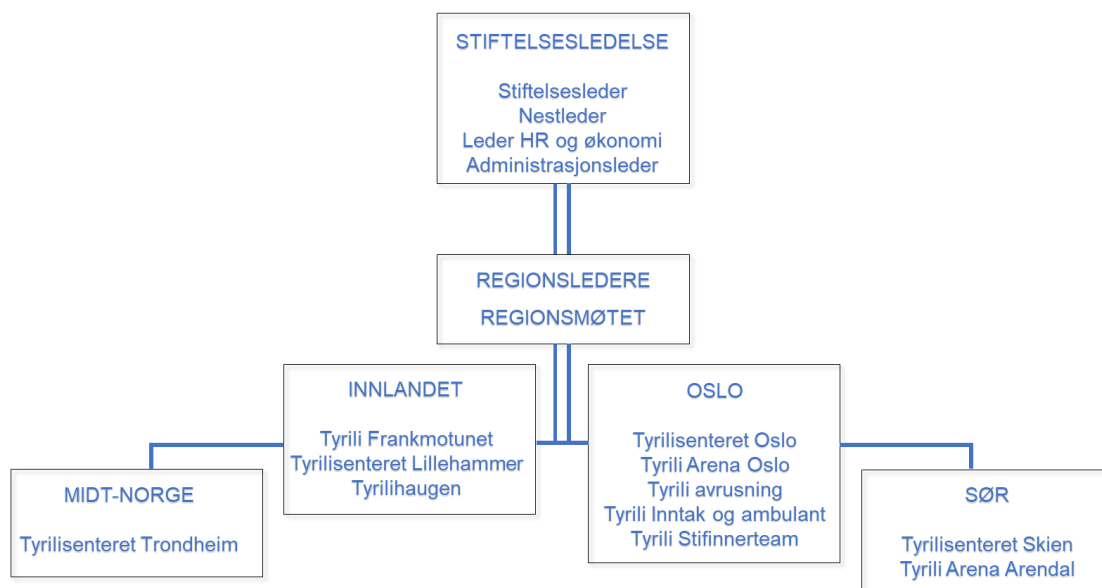 STIFTELSESLEDELSE
Stiftelsesleder
Nestleder
Leder HR og økonomi
Administrasjonsleder
REGIONSLEDERE
REGIONSMØTET
INNLANDET
Tyrili Frankmotunet
Tyrilisenteret Lillehammer
Tyrilihaugen
OSLO
Tyrilisenteret Oslo
Tyrili Arena Oslo
Tyrili avrusning
Tyrili Inntak og ambulant
Tyrili Stifinnerteam
MIDT-NORGE
Tyrilisenteret Trondheim
SØR
Tyrilisenteret Skien
Tyrili Arena Arendal